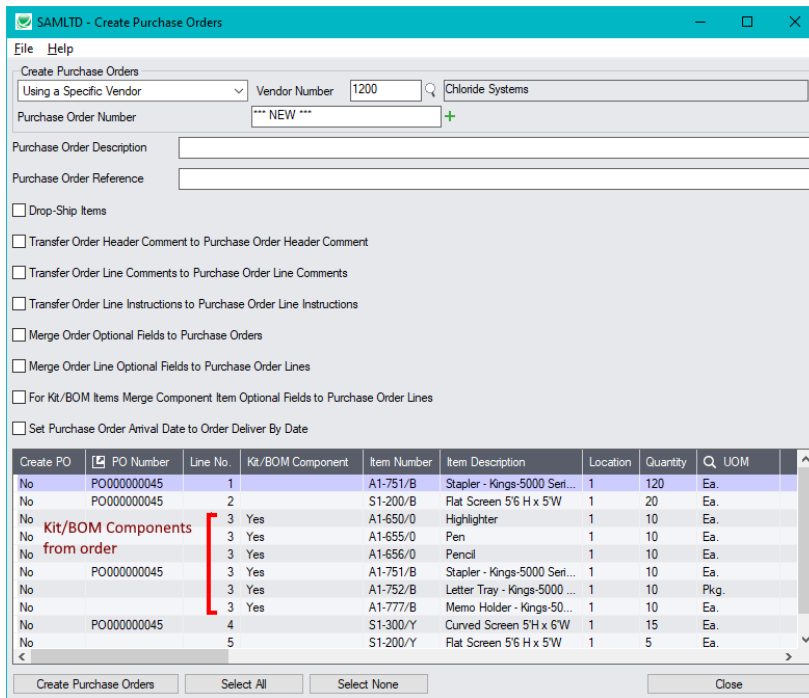 SAMLTD - Create Purchase Orders
File Help
Create Purchase Orders
Using a Specific Vendor Vendor Number 1200 Chloride Systems
Purchase Order Number *** NEW ***
Purchase Order Description
Purchase Order Reference
Drop-Ship Items
Transfer Order Header Comment to Purchase Order Header Comment
Transfer Order Line Comments to Purchase Order Line Comments
Transfer Order Line Instructions to Purchase Order Line Instructions
Merge Order Optional Fields to Purchase Orders
Merge Order Line Optional Fields to Purchase Order Lines
For Kit/BOM Items Merge Component Item Optional Fields to Purchase Order Lines
Set Purchase Order Arrival Date to Order Deliver By Date
Create PO PO Number Line No. Kit/BOM Component Item Number Item Description Location Quantity UOM
No PO000000045 1 A1-751/B Stapler - Kings-5000 Seri... 1 120 Ea.
No PO000000045 2 S1-200/B Flat Screen 5'6 H x 5'W 1 20 Ea.
No 3 Yes A1-650/0 Highlighter 1 10 Ea.
Kit/BOM Components
No 3 Yes A1-655/0 Pen 1 10 Ea.
from order
No 3 Yes A1-656/0 Pencil 1 10 Ea.
No PO000000045 3 Yes A1-751/B Stapler - Kings-5000 Seri... 1 10 Ea.
No 3 Yes A1-752/B Letter Tray - Kings-5000 ... 1 10 Pkg.
No 3 Yes A1-777/B Memo Holder - Kings-50... 1 10 Ea.
No PO000000045 4 S1-300/Y Curved Screen 5'H x 6'W 1 15 Ea.
No 5 S1-200/Y Flat Screen 5'6 H x 5'W 1 5 Ea.
Create Purchase Orders Select All Select None Close